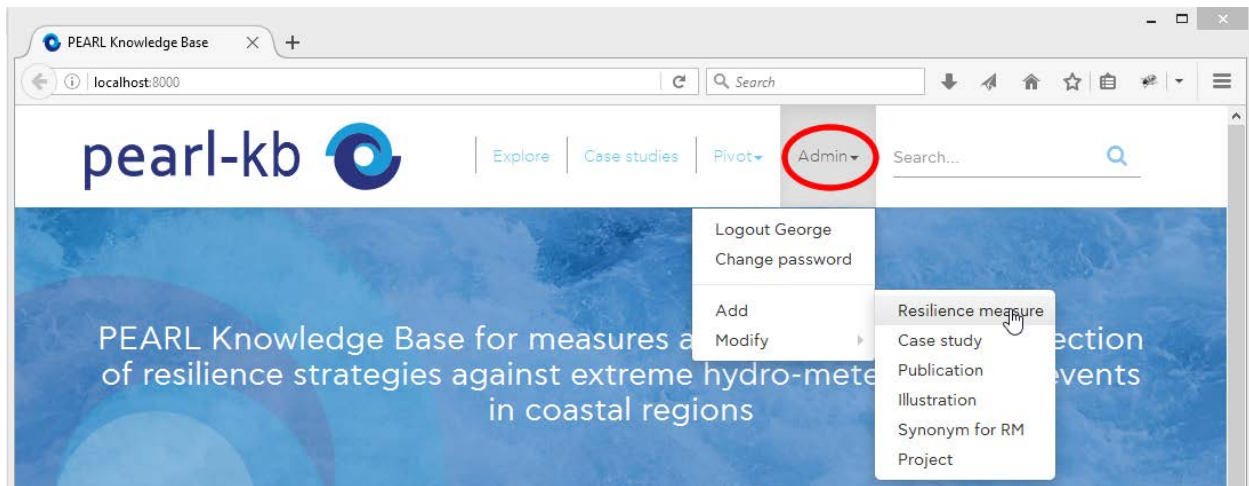 PEARL Knowledge Base
localhost:8000
Search
pearl-kb
Explore
Case studies
Pivot
Admin
Search...
Logout George
Change password
Add
Modify
Resilience measure
Case study
Publication
Illustration
Synonym for RM
Project
PEARL Knowledge Base for measures a ection
of resilience strategies against extreme hydro-mete events
in coastal regions